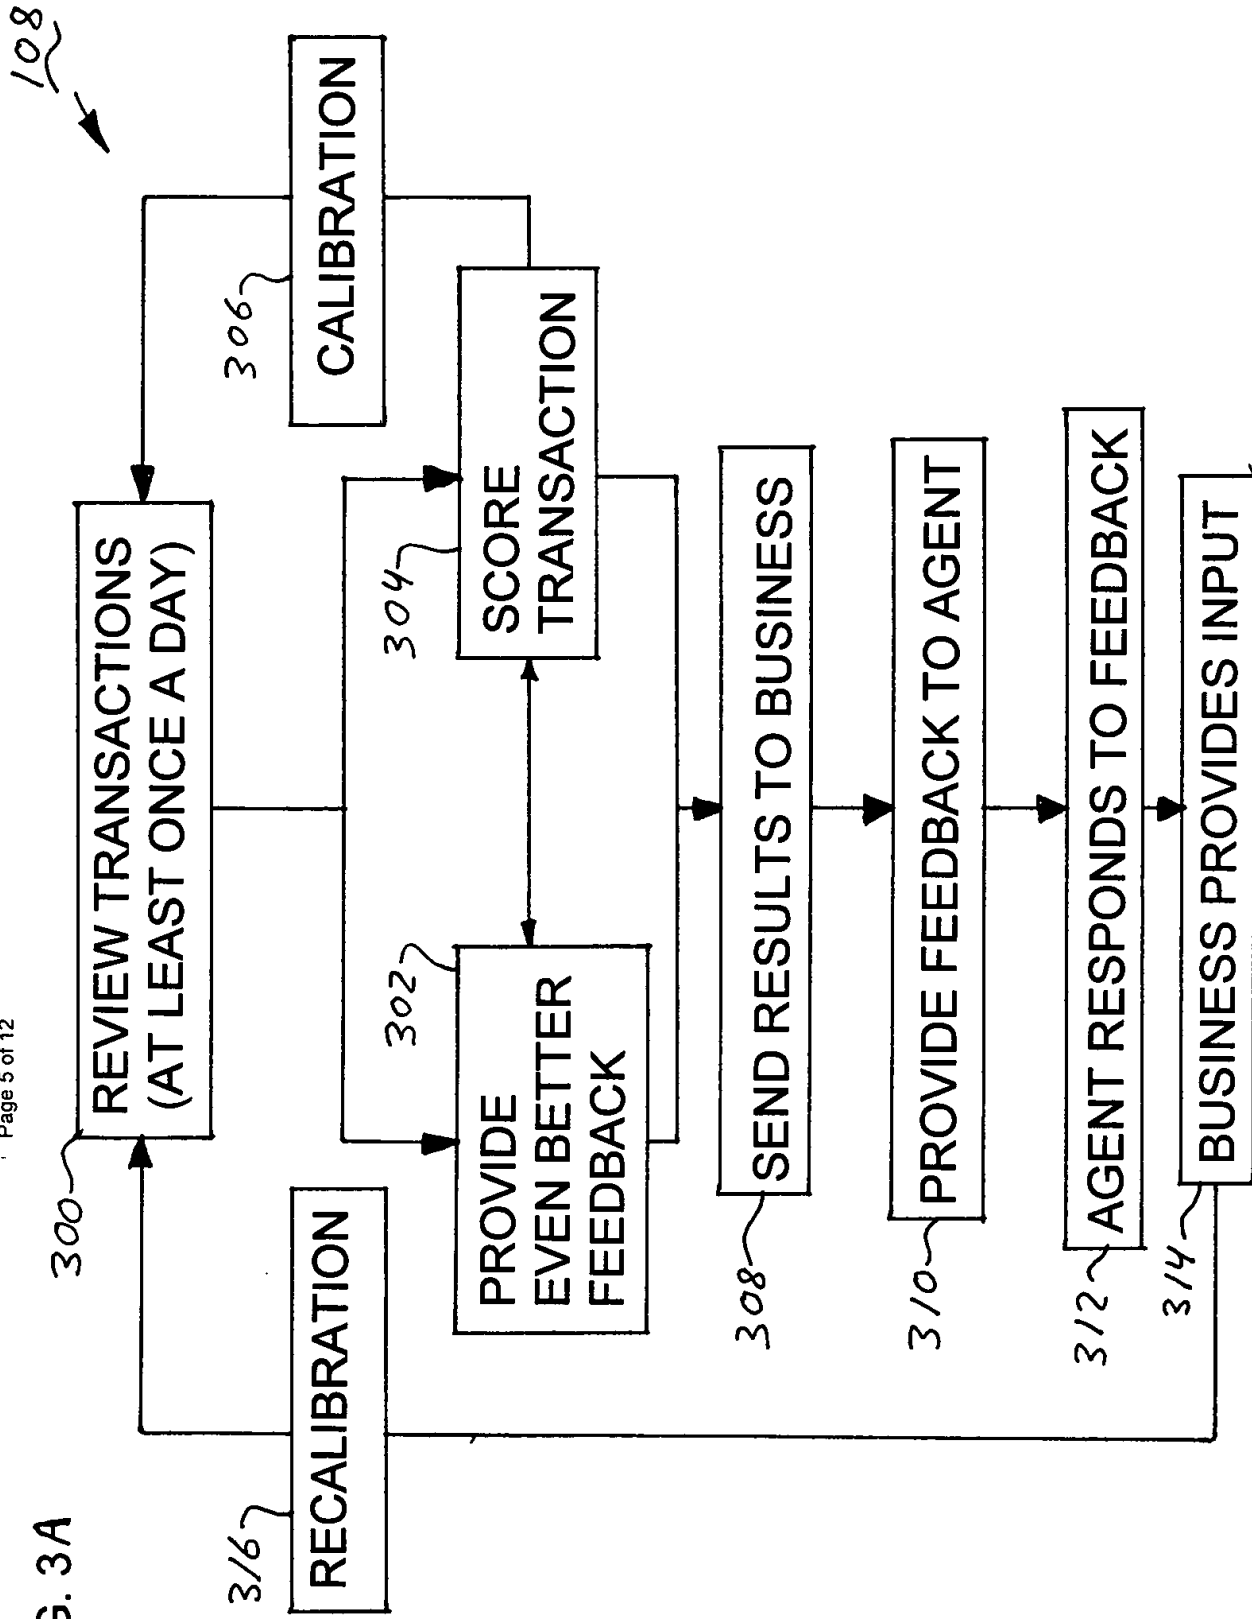 Page 5 of 12
G. 3A
108
300
REVIEW TRANSACTIONS
(AT LEAST ONCE A DAY)
316
RECALIBRATION
306
CALIBRATION
302
PROVIDE
EVEN BETTER
FEEDBACK
304
SCORE
TRANSACTION
308
SEND RESULTS TO BUSINESS
310
PROVIDE FEEDBACK TO AGENT
312
AGENT RESPONDS TO FEEDBACK
314
BUSINESS PROVIDES INPUT